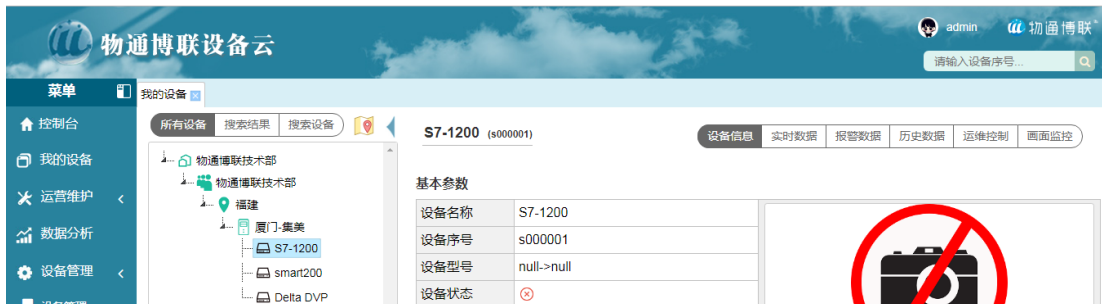 物通博联设备云
admin
物通博联
请输入设备序号...
菜单
我的设备
控制台
我的设备
运营维护
数据分析
设备管理
所有设备 搜索结果 搜索设备
物通博联技术部
物通博联技术部
福建
厦门-集美
S7-1200
smart200
Delta DVP
S7-1200 (s000001)
设备信息 实时数据 报警数据 历史数据 运维控制 画面监控
基本参数
设备名称 S7-1200
设备序号 s000001
设备型号 null->null
设备状态